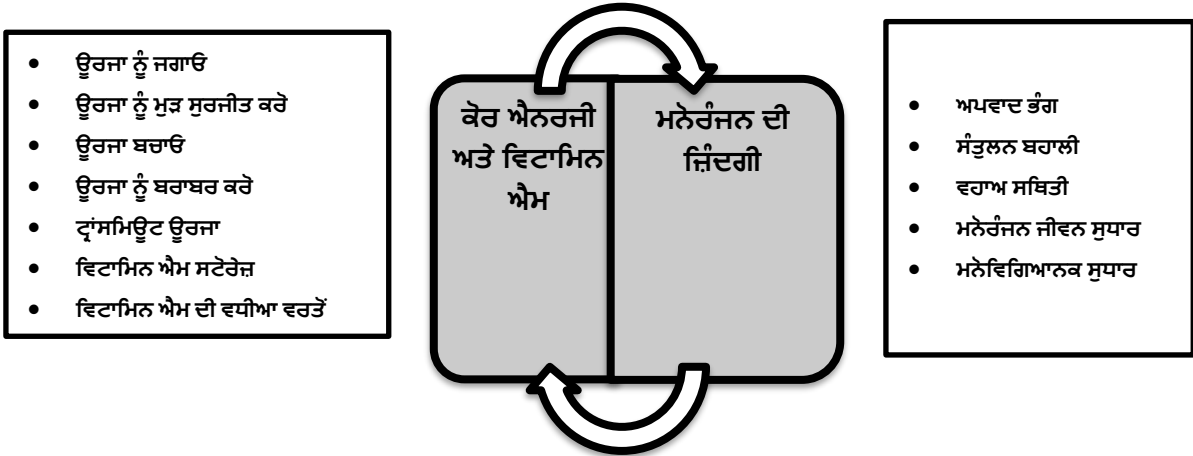 ਊਰਜਾ ਨੂੰ ਜਗਾਓ
ਊਰਜਾ ਨੂੰ ਮੁੜ ਸੁਰਜੀਤ ਕਰੋ
ਊਰਜਾ ਬਚਾਓ
ਊਰਜਾ ਨੂੰ ਬਰਾਬਰ ਕਰੋ
ਟ੍ਰਾਂਸਮਿਊਟ ਊਰਜਾ
ਵਿਟਾਮਿਨ ਐਮ ਸਟੋਰੇਜ਼
ਵਿਟਾਮਿਨ ਐਮ ਦੀ ਵਧੀਆ ਵਰਤੋਂ
ਕੋਰ ਐਨਰਜੀ
ਅਤੇ ਵਿਟਾਮਿਨ
ਐਮ
ਮਨੋਰੰਜਨ ਦੀ
ਜ਼ਿੰਦਗੀ
ਅਪਵਾਦ ਭੰਗ
ਸੰਤੁਲਨ ਬਹਾਲੀ
ਵਹਾਅ ਸਥਿਤੀ
ਮਨੋਰੰਜਨ ਜੀਵਨ ਸੁਧਾਰ
ਮਨੋਵਿਗਿਆਨਕ ਸੁਧਾਰ